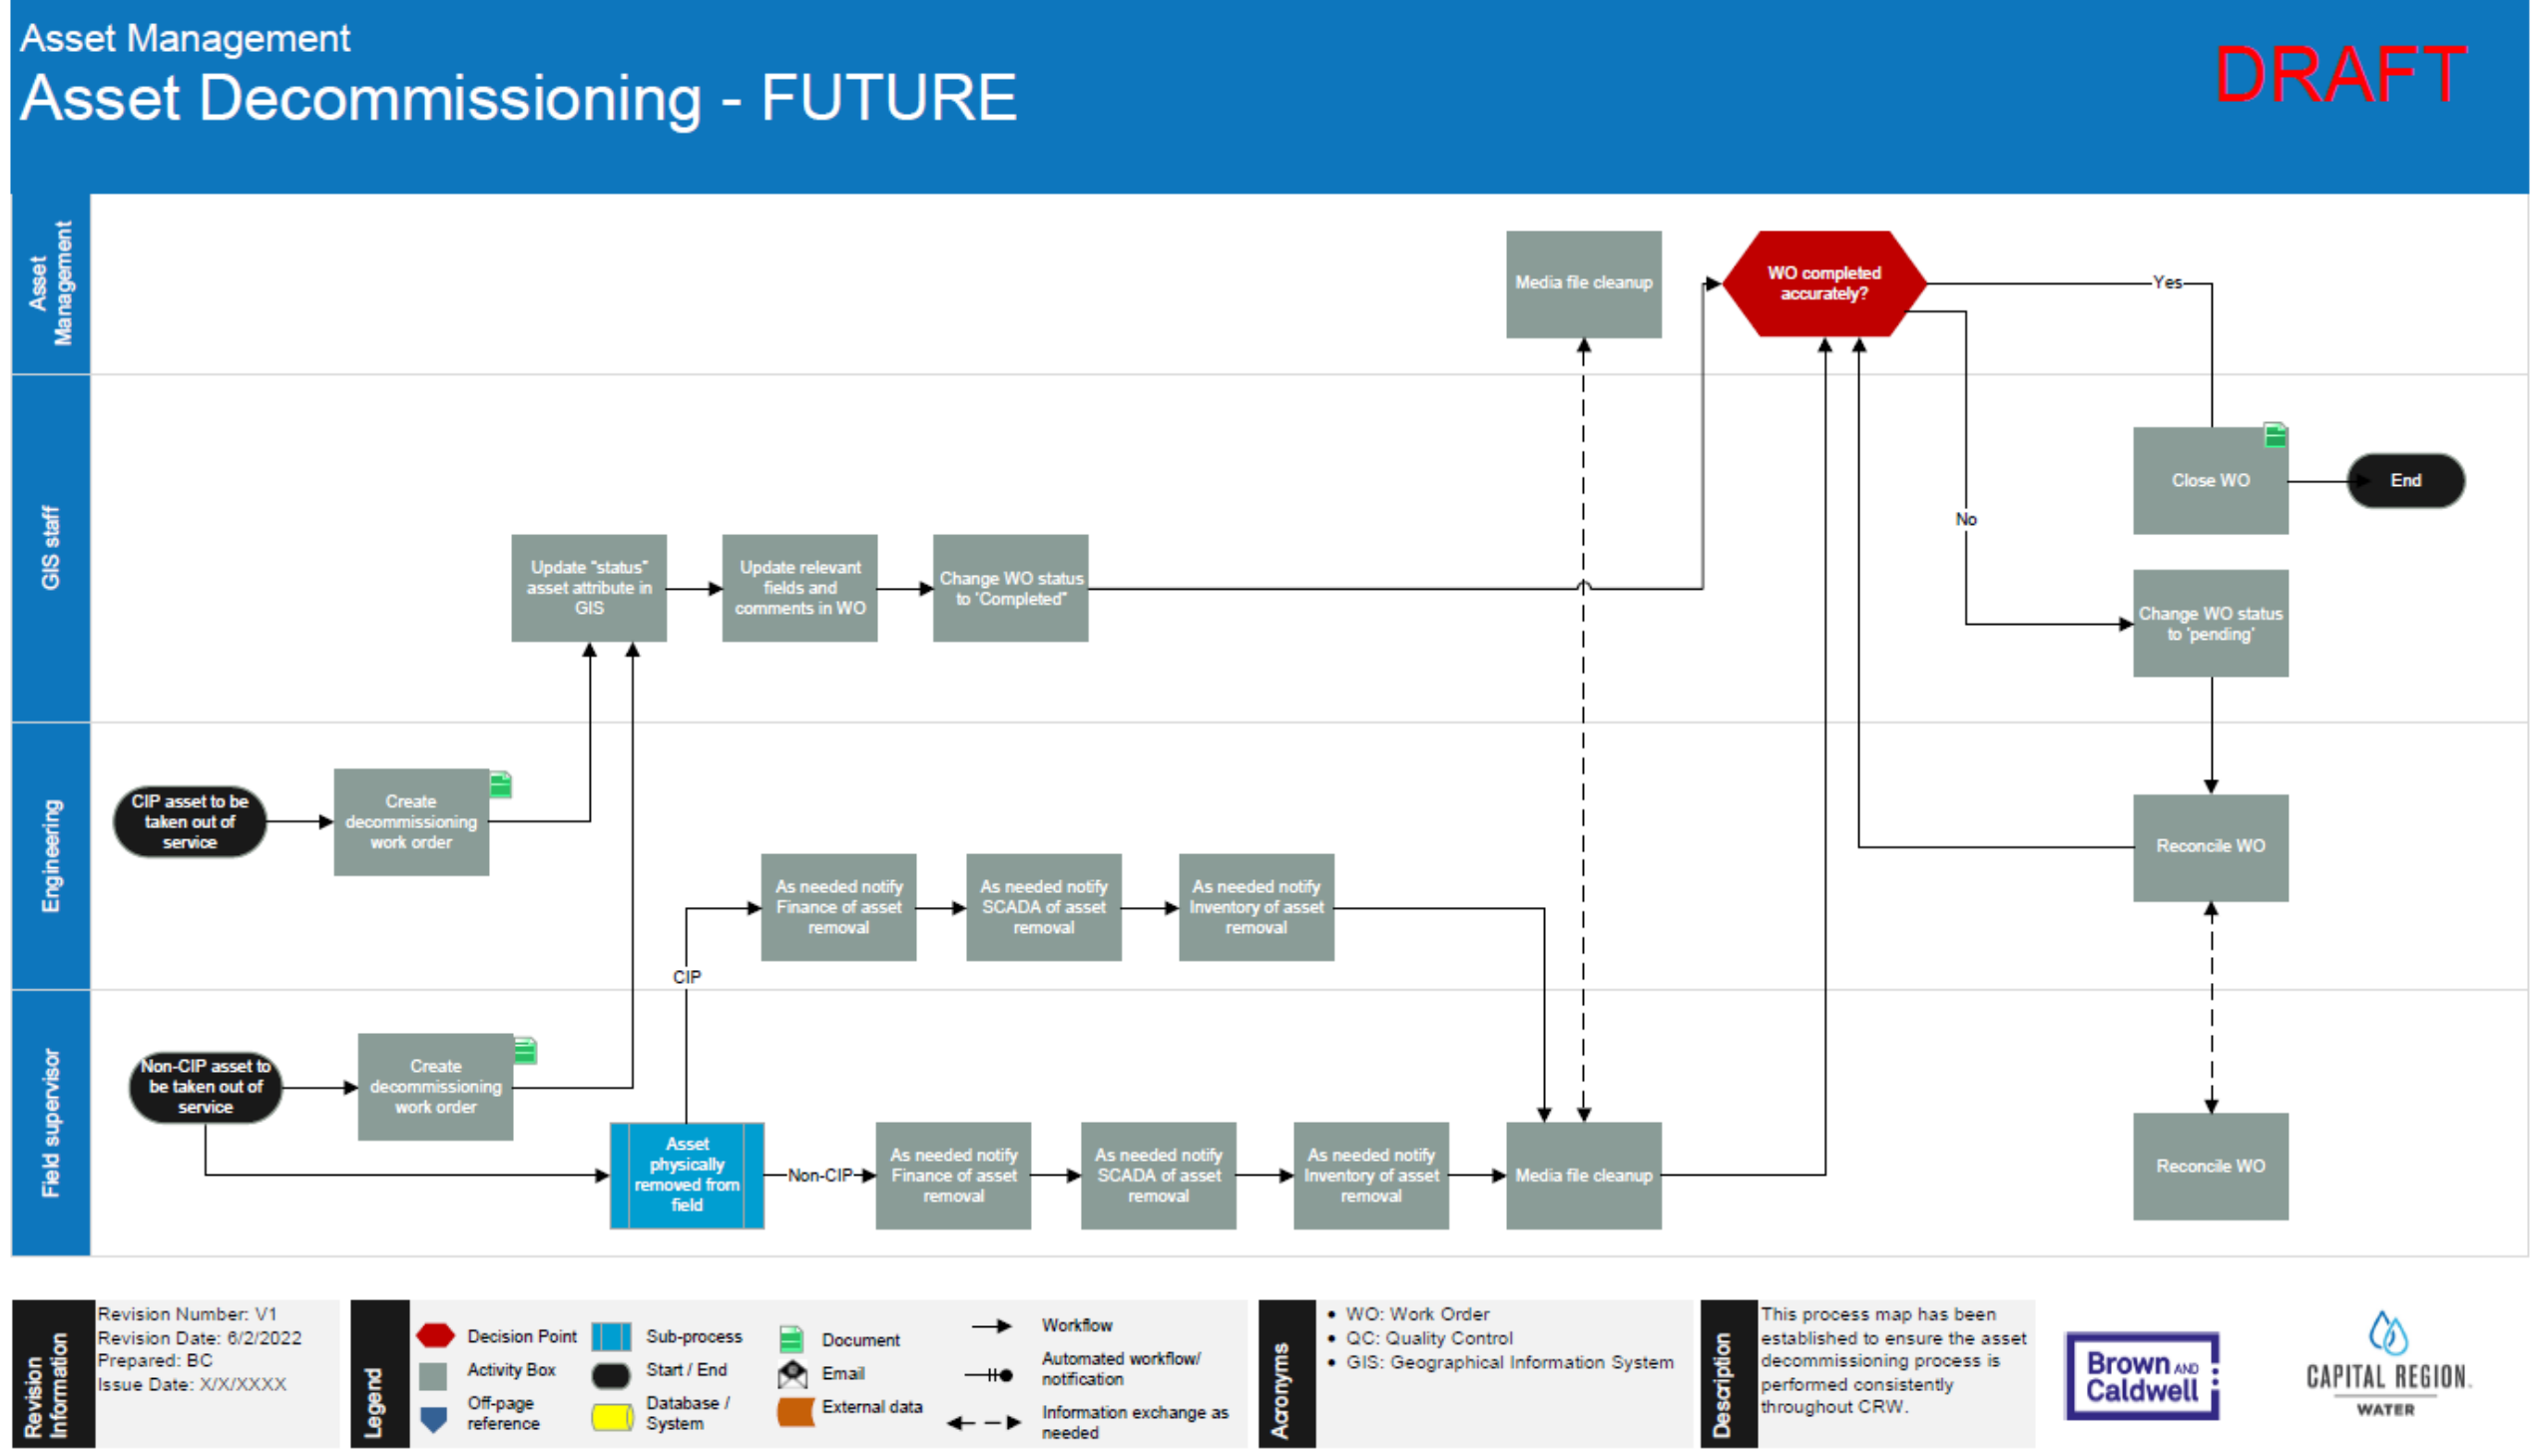 Asset Management
Asset Decommissioning - FUTURE
DRAFT
Asset
Management
Media file cleanup
WO completed
accurately?
Yes
GIS staff
Update "status"
asset attribute in
GIS
Update relevant
fields and
comments in WO
Change WO status
to 'Completed"
No
Close WO
End
Change WO status
to 'pending'
Engineering
CIP asset to be
taken out of
service
Create
decommissioning
work order
As needed notify
Finance of asset
removal
As needed notify
SCADA of asset
removal
As needed notify
Inventory of asset
removal
Reconcile WO
CIP
Field supervisor
Non-CIP asset to
be taken out of
service
Create
decommissioning
work order
Asset
physically
removed from
field
Non-CIP
As needed notify
Finance of asset
removal
As needed notify
SCADA of asset
removal
As needed notify
Inventory of asset
removal
Media file cleanup
Reconcile WO
Revision
Information
Revision Number: V1
Revision Date: 6/2/2022
Prepared: BC
Issue Date: X/X/XXXX
Legend
Decision Point
Activity Box
Off-page
reference
Sub-process
Start / End
Database /
System
Document
Email
External data
Workflow
Automated workflow/
notification
Information exchange as
needed
Acronyms
• WO: Work Order
• QC: Quality Control
• GIS: Geographical Information System
Description
This process map has been
established to ensure the asset
decommissioning process is
performed consistently
throughout CRW.
Brown AND
Caldwell
CAPITAL REGION
WATER